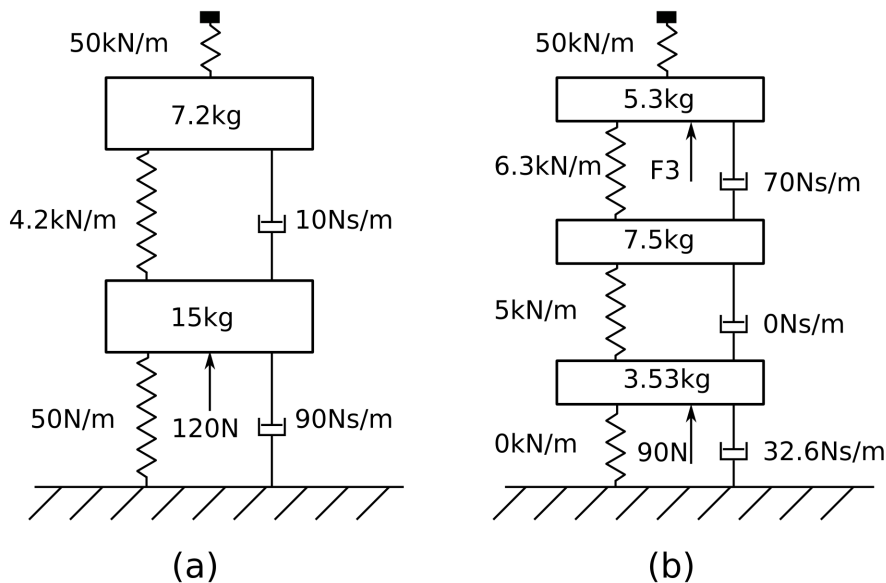 50kN/m
7.2kg
4.2kN/m
10Ns/m
15kg
50N/m
120N
90Ns/m
(a)
50kN/m
5.3kg
6.3kN/m
F3
70Ns/m
7.5kg
5kN/m
0Ns/m
3.53kg
0kN/m
90N
32.6Ns/m
(b)